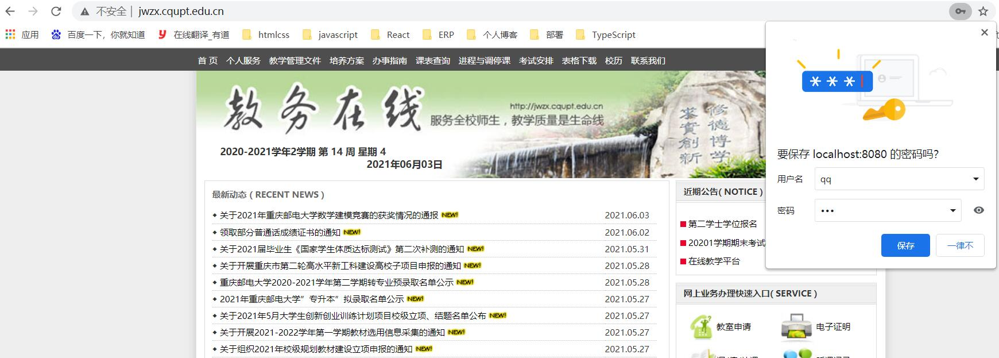 不安全 | jwzx.cqupt.edu.cn
应用 百度一下，你就知道 在线翻译_有道 htmlcss javascript React ERP 个人博客 部署 TypeScript
首 页 个人服务 教学管理文件 培养方案 办事指南 课表查询 进程与调停课 考试安排 表格下载 校历 联系我们
教务在线
http://jwzx.cqupt.edu.cn
服务全校师生，教学质量是生命线
修德博学
求實創新
2020-2021学年2学期 第 14 周 星期 4
2021年06月03日
最新动态 ( RECENT NEWS )
关于2021年重庆邮电大学数学建模竞赛的获奖情况的通报 NEW! 2021.06.03
领取部分普通话成绩证书的通知 NEW! 2021.06.02
关于2021届毕业生《国家学生体质达标测试》第二次补测的通知 NEW! 2021.05.31
关于开展重庆市第二轮高水平新工科建设高校子项目申报的通知 NEW! 2021.05.28
重庆邮电大学2020-2021学年第二学期转专业预录取名单公示 NEW! 2021.05.28
2021年重庆邮电大学”专升本”拟录取名单公示 NEW! 2021.05.27
关于2021年5月大学生创新创业训练计划项目校级立项、结题名单公布 NEW! 2021.05.27
关于开展2021-2022学年第一学期教材选用信息采集的通知 NEW! 2021.05.27
关于组织2021年校级规划教材建设立项申报的通知 NEW! 2021.05.27
近期公告( NOTICE )
第二学士学位报名
20201学期期末考试
在线教学平台
网上业务办理快速入口( SERVICE )
教室申请 电子证明
***
要保存 localhost:8080 的密码吗?
用户名 qq
密码 •••
保存 一律不